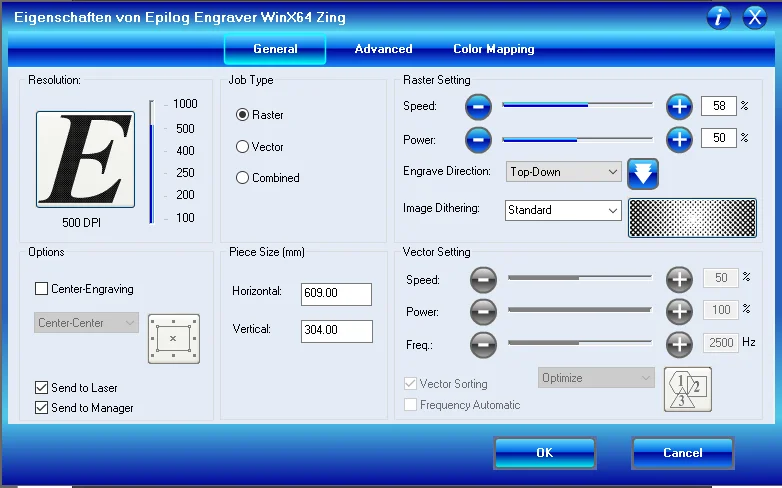 Eigenschaften von Epilog Engraver WinX64 Zing
General Advanced Color Mapping
Resolution:
E
1000
500
400
250
200
100
500 DPI
Job Type
Raster
Vector
Combined
Raster Setting
Speed: 58 %
Power: 50 %
Engrave Direction: Top-Down
Image Dithering: Standard
Options
Center-Engraving
Center-Center
Send to Laser
Send to Manager
Piece Size (mm)
Horizontal: 609.00
Vertical: 304.00
Vector Setting
Speed: 50 %
Power: 100 %
Freq.: 2500 Hz
Vector Sorting Optimize
1 2
3
Frequency Automatic
OK Cancel